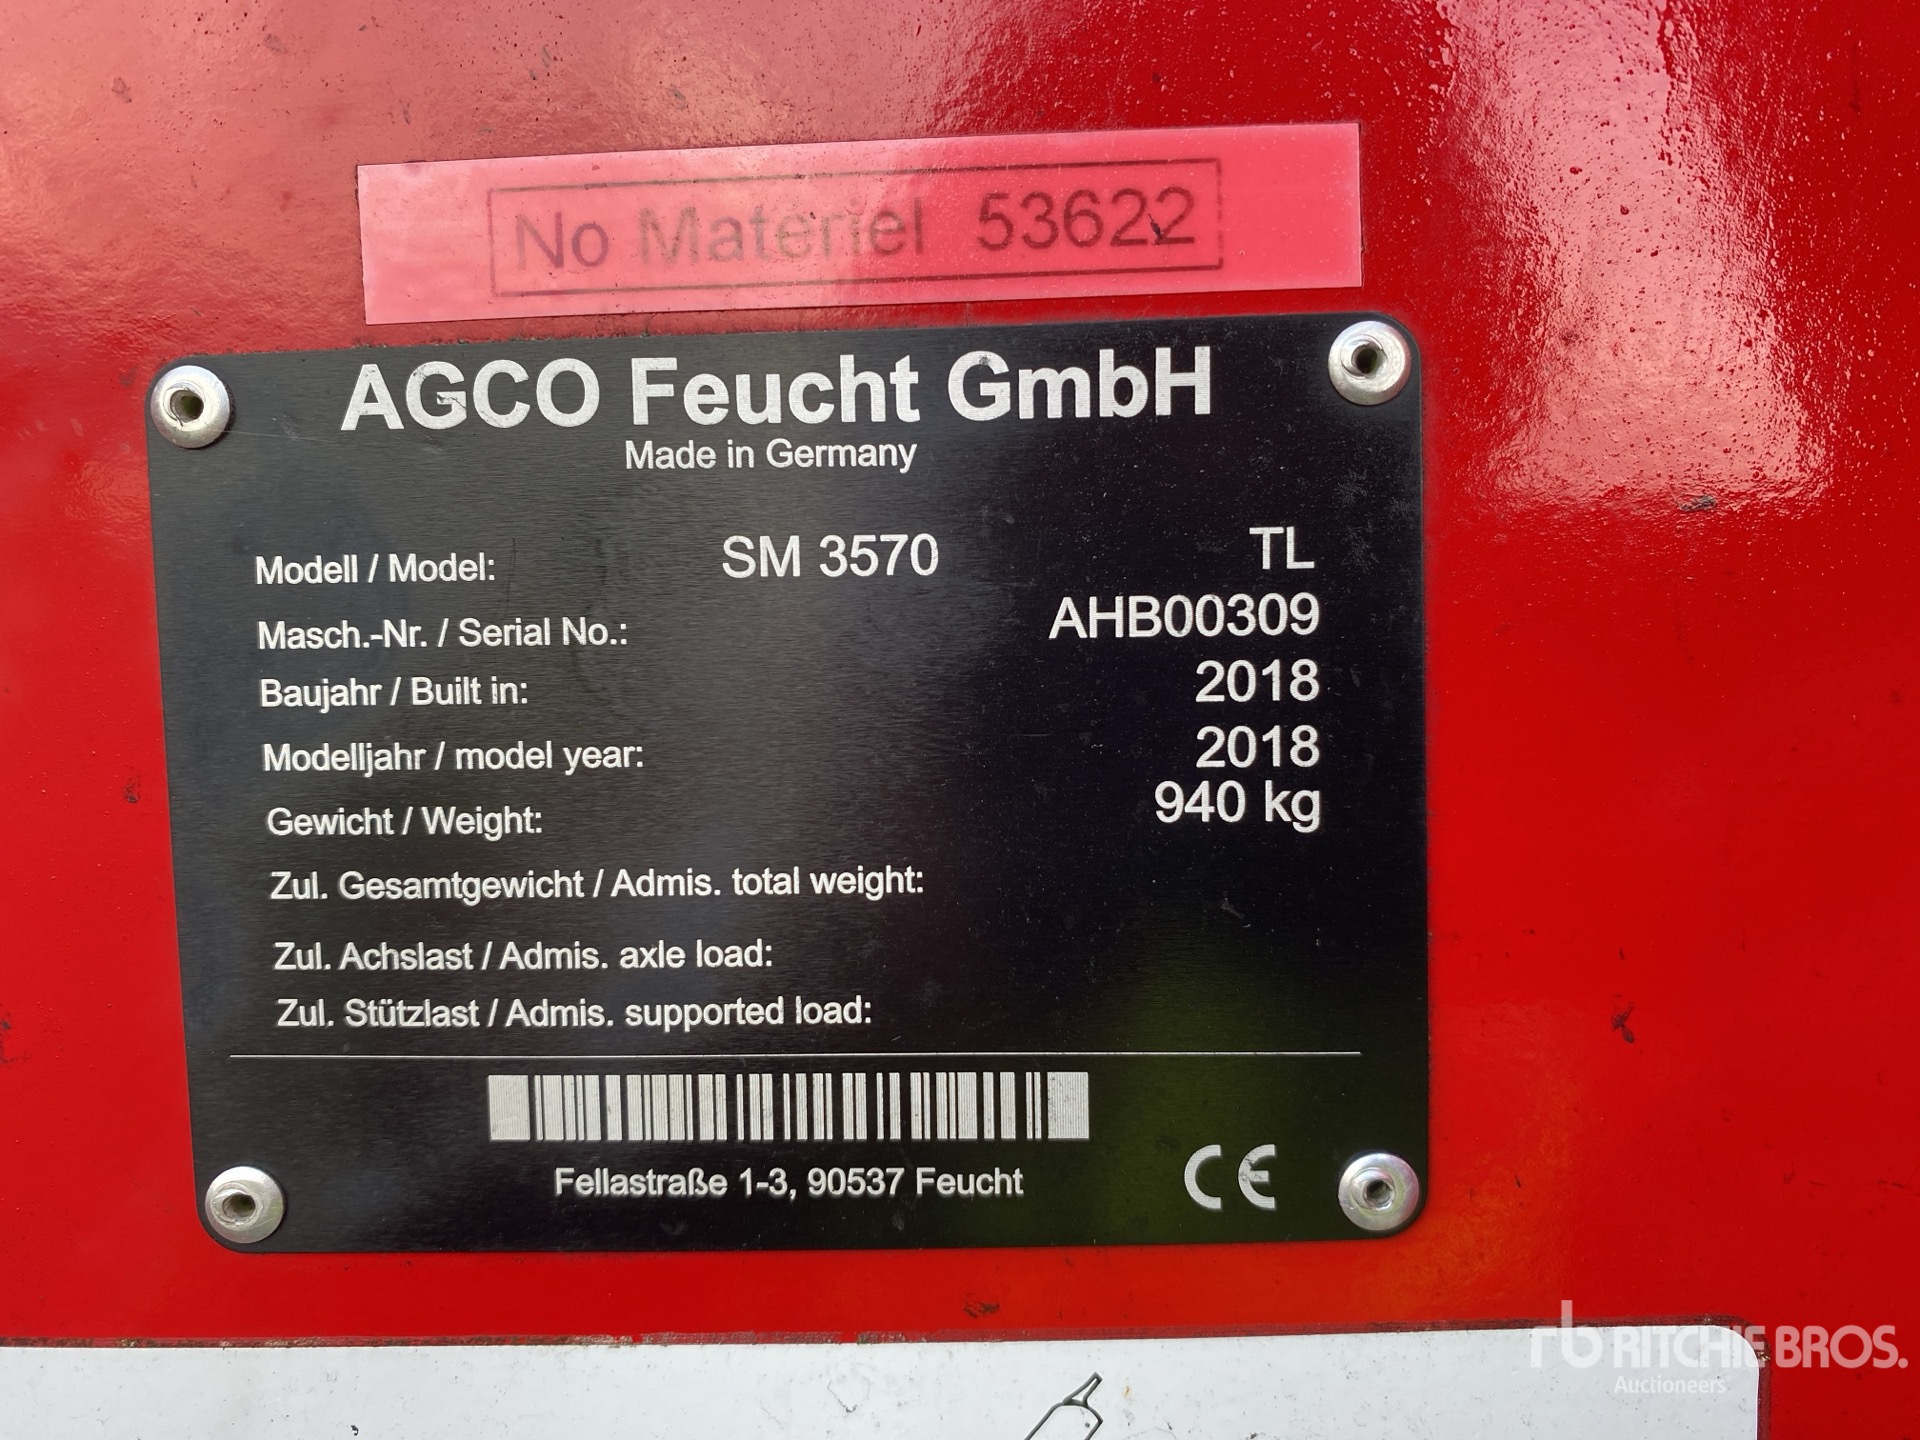 No Materiel 53622
AGCO Feucht GmbH
Made in Germany
Modell / Model: SM 3570 TL
Masch.-Nr. / Serial No.: AHB00309
Baujahr / Built in: 2018
Modelljahr / model year: 2018
Gewicht / Weight: 940 kg
Zul. Gesamtgewicht / Admis. total weight:
Zul. Achslast / Admis. axle load:
Zul. Stützlast / Admis. supported load:
Fellastraße 1-3, 90537 Feucht
CE
rb RITCHIE BROS.
Auctioneers